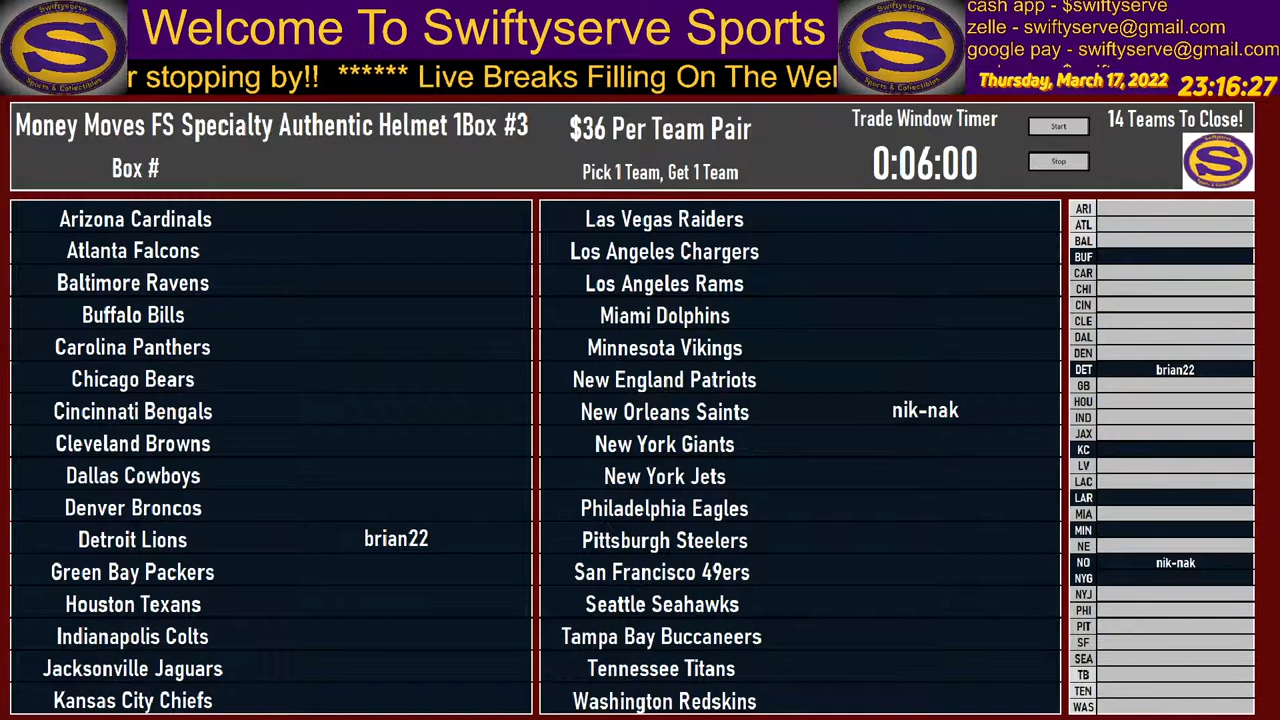 Welcome To Swiftyserve Sports
r stopping by!! ****** Live Breaks Filling On The Wel
cash app - $swiftyserve
zelle - swiftyserve@gmail.com
google pay - swiftyserve@gmail.com
Thursday, March 17, 2022 23:16:27
S
Sports & Collectibles
S
Sports & Collectibles
Money Moves FS Specialty Authentic Helmet 1Box #3
Box #
$36 Per Team Pair
Pick 1 Team, Get 1 Team
Trade Window Timer
0:06:00
Start
Stop
14 Teams To Close!
S
Arizona Cardinals
Atlanta Falcons
Baltimore Ravens
Buffalo Bills
Carolina Panthers
Chicago Bears
Cincinnati Bengals
Cleveland Browns
Dallas Cowboys
Denver Broncos
Detroit Lions brian22
Green Bay Packers
Houston Texans
Indianapolis Colts
Jacksonville Jaguars
Kansas City Chiefs
Las Vegas Raiders
Los Angeles Chargers
Los Angeles Rams
Miami Dolphins
Minnesota Vikings
New England Patriots
New Orleans Saints nik-nak
New York Giants
New York Jets
Philadelphia Eagles
Pittsburgh Steelers
San Francisco 49ers
Seattle Seahawks
Tampa Bay Buccaneers
Tennessee Titans
Washington Redskins
ARI
ATL
BAL
BUF
CAR
CHI
CIN
CLE
DAL
DEN
DET brian22
GB
HOU
IND
JAX
KC
LV
LAC
LAR
MIA
MIN
NE
NO nik-nak
NYG
NYJ
PHI
PIT
SF
SEA
TB
TEN
WAS